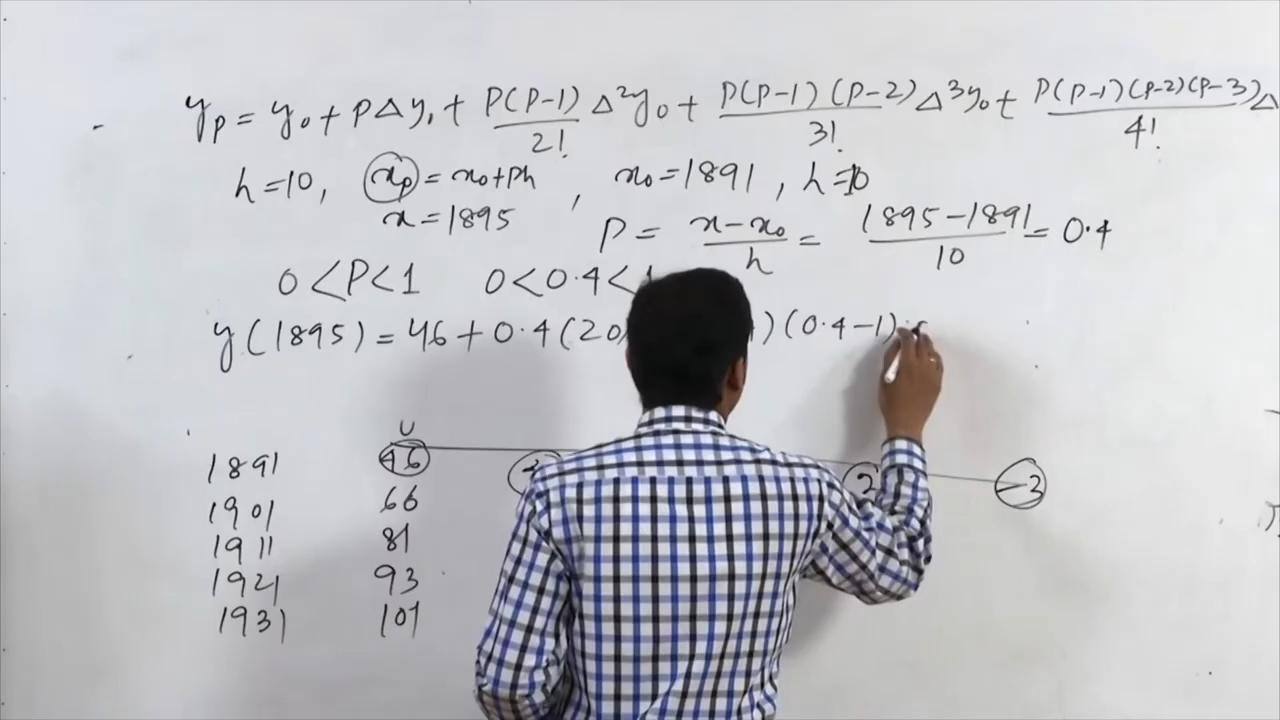 yp = y₀ + pΔy₀ + P(P-1)/2! Δ²y₀ + P(P-1)(P-2)/3! Δ³y₀ + P(P-1)(P-2)(P-3)/4! Δ
h=10, xp = x₀+Ph , x₀ = 1891 , h=10
x = 1895 P = x-x₀/h = 1895-1891/10 = 0.4
0<P<1 0<0.4<
y(1895) = 46 + 0.4(20) )(0.4-1)
1891 46 2 -3
1901 66
1911 81
1921 93
1931 101